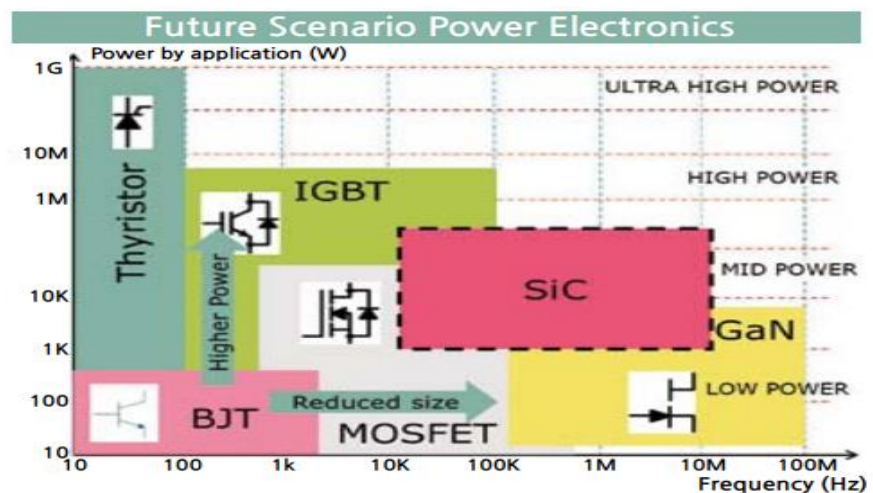 Future Scenario Power Electronics
Power by application (W)
1G
ULTRA HIGH POWER
10M
HIGH POWER
1M
Thyristor
IGBT
Higher Power
SiC
MID POWER
10K
GaN
1K
LOW POWER
100
BJT
Reduced size
MOSFET
10
10 100 1k 10K 100K 1M 10M 100M
Frequency (Hz)